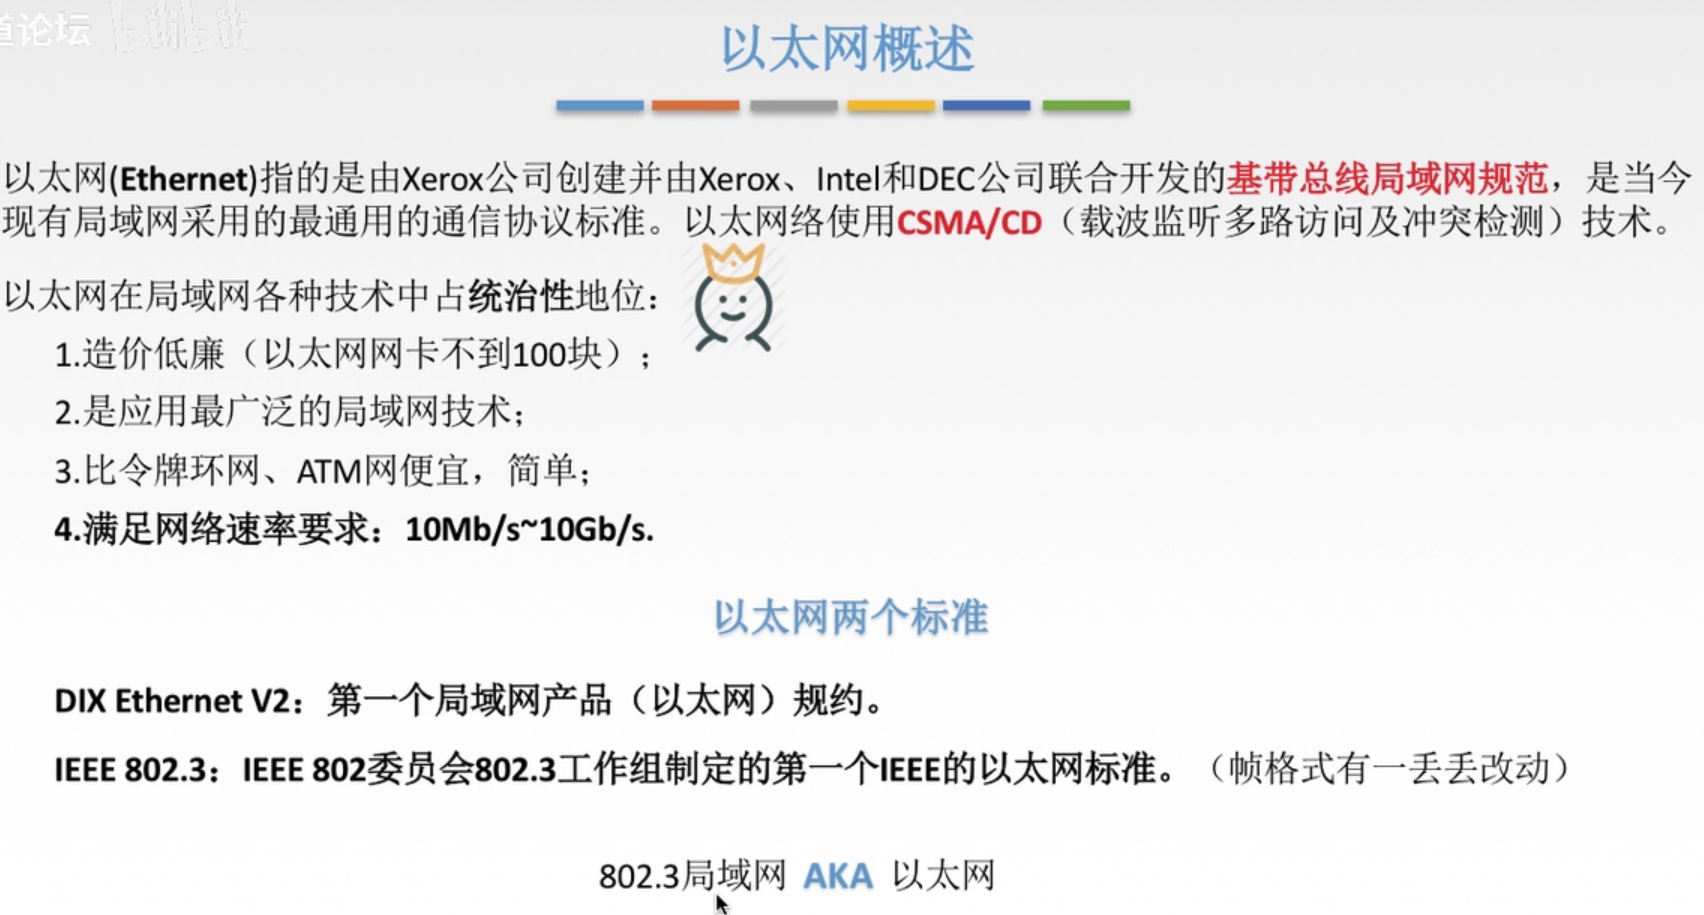 道论坛 bilibili
以太网概述
以太网(Ethernet)指的是由Xerox公司创建并由Xerox、Intel和DEC公司联合开发的基带总线局域网规范，是当今
现有局域网采用的最通用的通信协议标准。以太网络使用CSMA/CD（载波监听多路访问及冲突检测）技术。
以太网在局域网各种技术中占统治性地位：
1.造价低廉（以太网网卡不到100块）；
2.是应用最广泛的局域网技术；
3.比令牌环网、ATM网便宜，简单；
4.满足网络速率要求：10Mb/s~10Gb/s.
以太网两个标准
DIX Ethernet V2：第一个局域网产品（以太网）规约。
IEEE 802.3：IEEE 802委员会802.3工作组制定的第一个IEEE的以太网标准。（帧格式有一丢丢改动）
802.3局域网 AKA 以太网